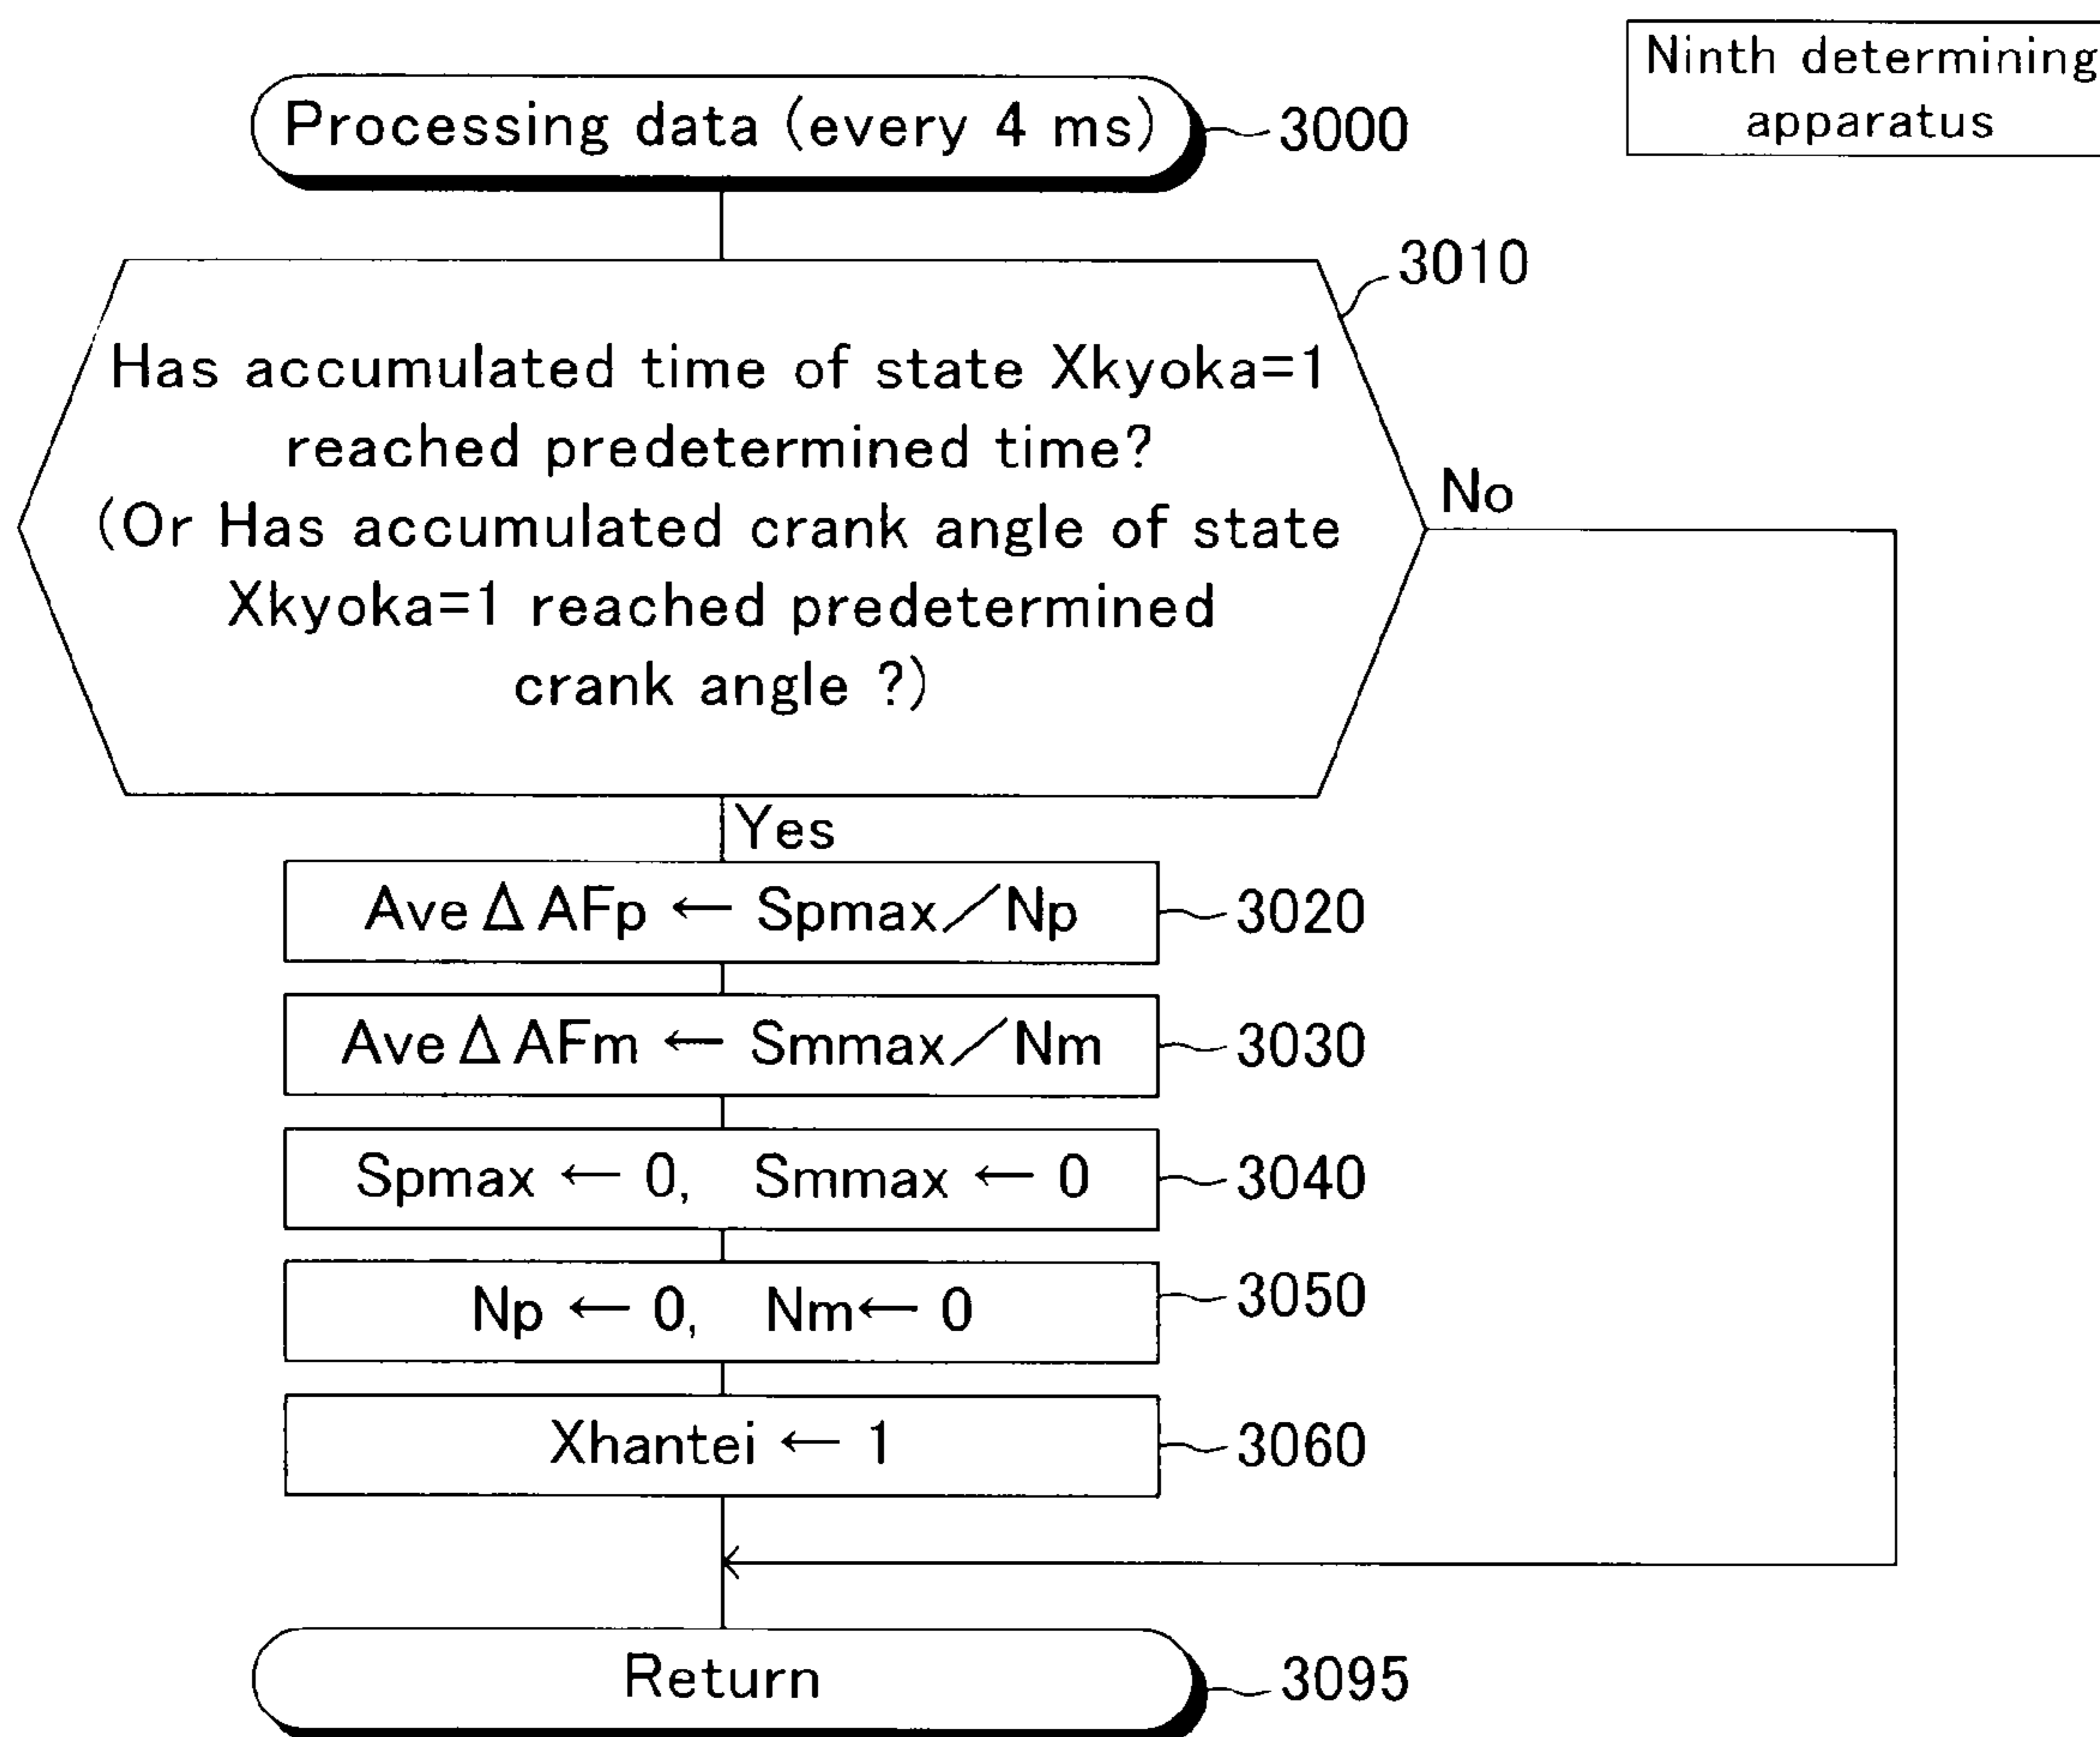 Ninth determining
apparatus
Processing data (every 4 ms)
3000
3010
Has accumulated time of state Xkyoka=1
reached predetermined time?
(Or Has accumulated crank angle of state
Xkyoka=1 reached predetermined
crank angle ?)
No
Yes
Ave Δ AFp ← Spmax／Np
3020
Ave Δ AFm ← Smmax／Nm
3030
Spmax ← 0, Smmax ← 0
3040
Np ← 0, Nm← 0
3050
Xhantei ← 1
3060
Return
3095